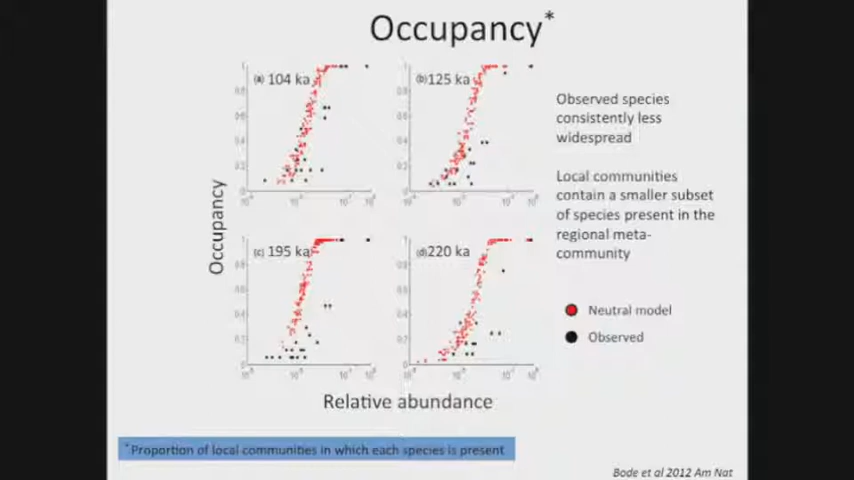 Occupancy*
(a) 104 ka
(b) 125 ka
Observed species
consistently less
widespread
Local communities
contain a smaller subset
of species present in the
regional meta-
community
Occupancy
(c) 195 ka
(d) 220 ka
Neutral model
Observed
Relative abundance
*Proportion of local communities in which each species is present
Bode et al 2012 Am Nat